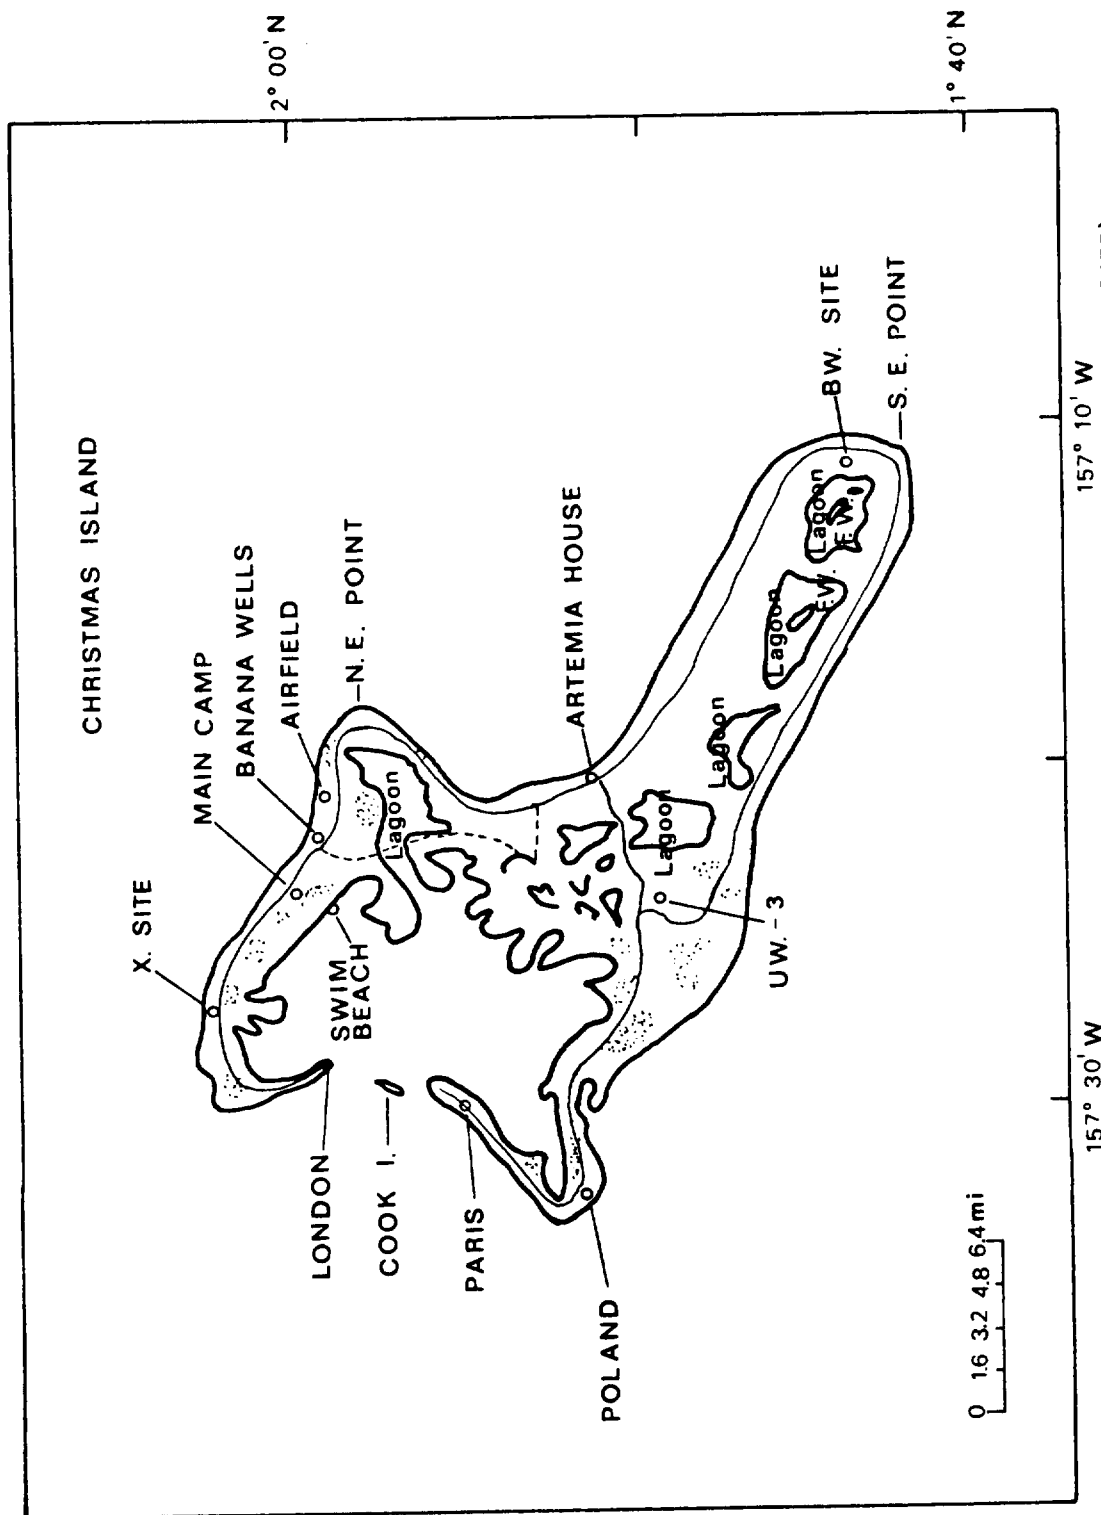 CHRISTMAS ISLAND
X. SITE
MAIN CAMP
BANANA WELLS
AIRFIELD
N. E. POINT
2° 00' N
SWIM
BEACH
Lagoon
LONDON
COOK I.
PARIS
POLAND
ARTEMIA HOUSE
Lagoon
Lagoon
Lagoon
F.W.
Lagoon
F.W.
UW.-3
BW. SITE
S. E. POINT
1° 40' N
0 1.6 3.2 4.8 6.4 mi
157° 30' W
157° 10' W